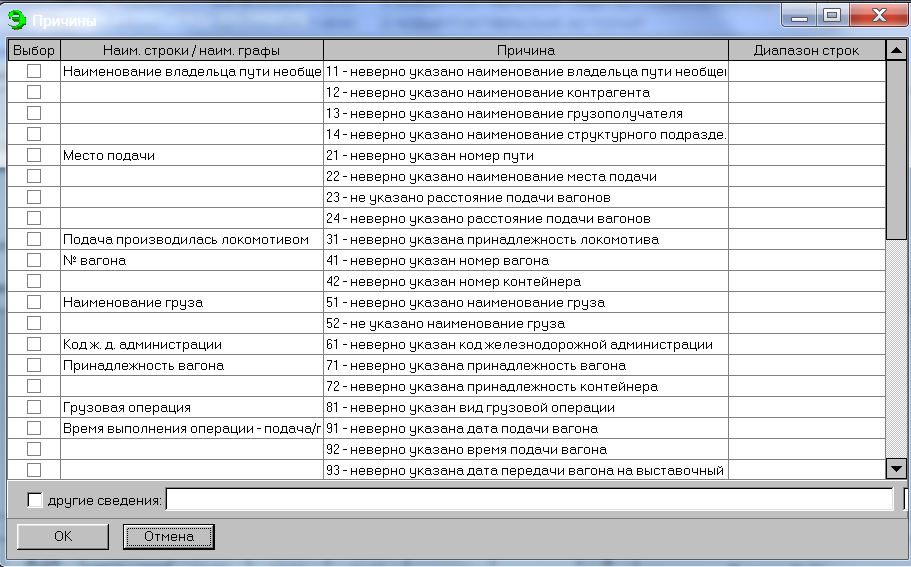 Причины
Выбор Наим. строки / наим. графы Причина Диапазон строк
Наименование владельца пути необще 11 - неверно указано наименование владельца пути необще
12 - неверно указано наименование контрагента
13 - неверно указано наименование грузополучателя
14 - неверно указано наименование структурного подразде.
Место подачи 21 - неверно указан номер пути
22 - неверно указано наименование места подачи
23 - не указано расстояние подачи вагонов
24 - неверно указано расстояние подачи вагонов
Подача производилась локомотивом 31 - неверно указана принадлежность локомотива
№ вагона 41 - неверно указан номер вагона
42 - неверно указан номер контейнера
Наименование груза 51 - неверно указано наименование груза
52 - не указано наименование груза
Код ж. д. администрации 61 - неверно указан код железнодорожной администрации
Принадлежность вагона 71 - неверно указана принадлежность вагона
72 - неверно указана принадлежность контейнера
Грузовая операция 81 - неверно указан вид грузовой операции
Время выполнения операции - подача/г 91 - неверно указана дата подачи вагона
92 - неверно указано время подачи вагона
93 - неверно указана дата передачи вагона на выставочный
другие сведения:
OK Отмена